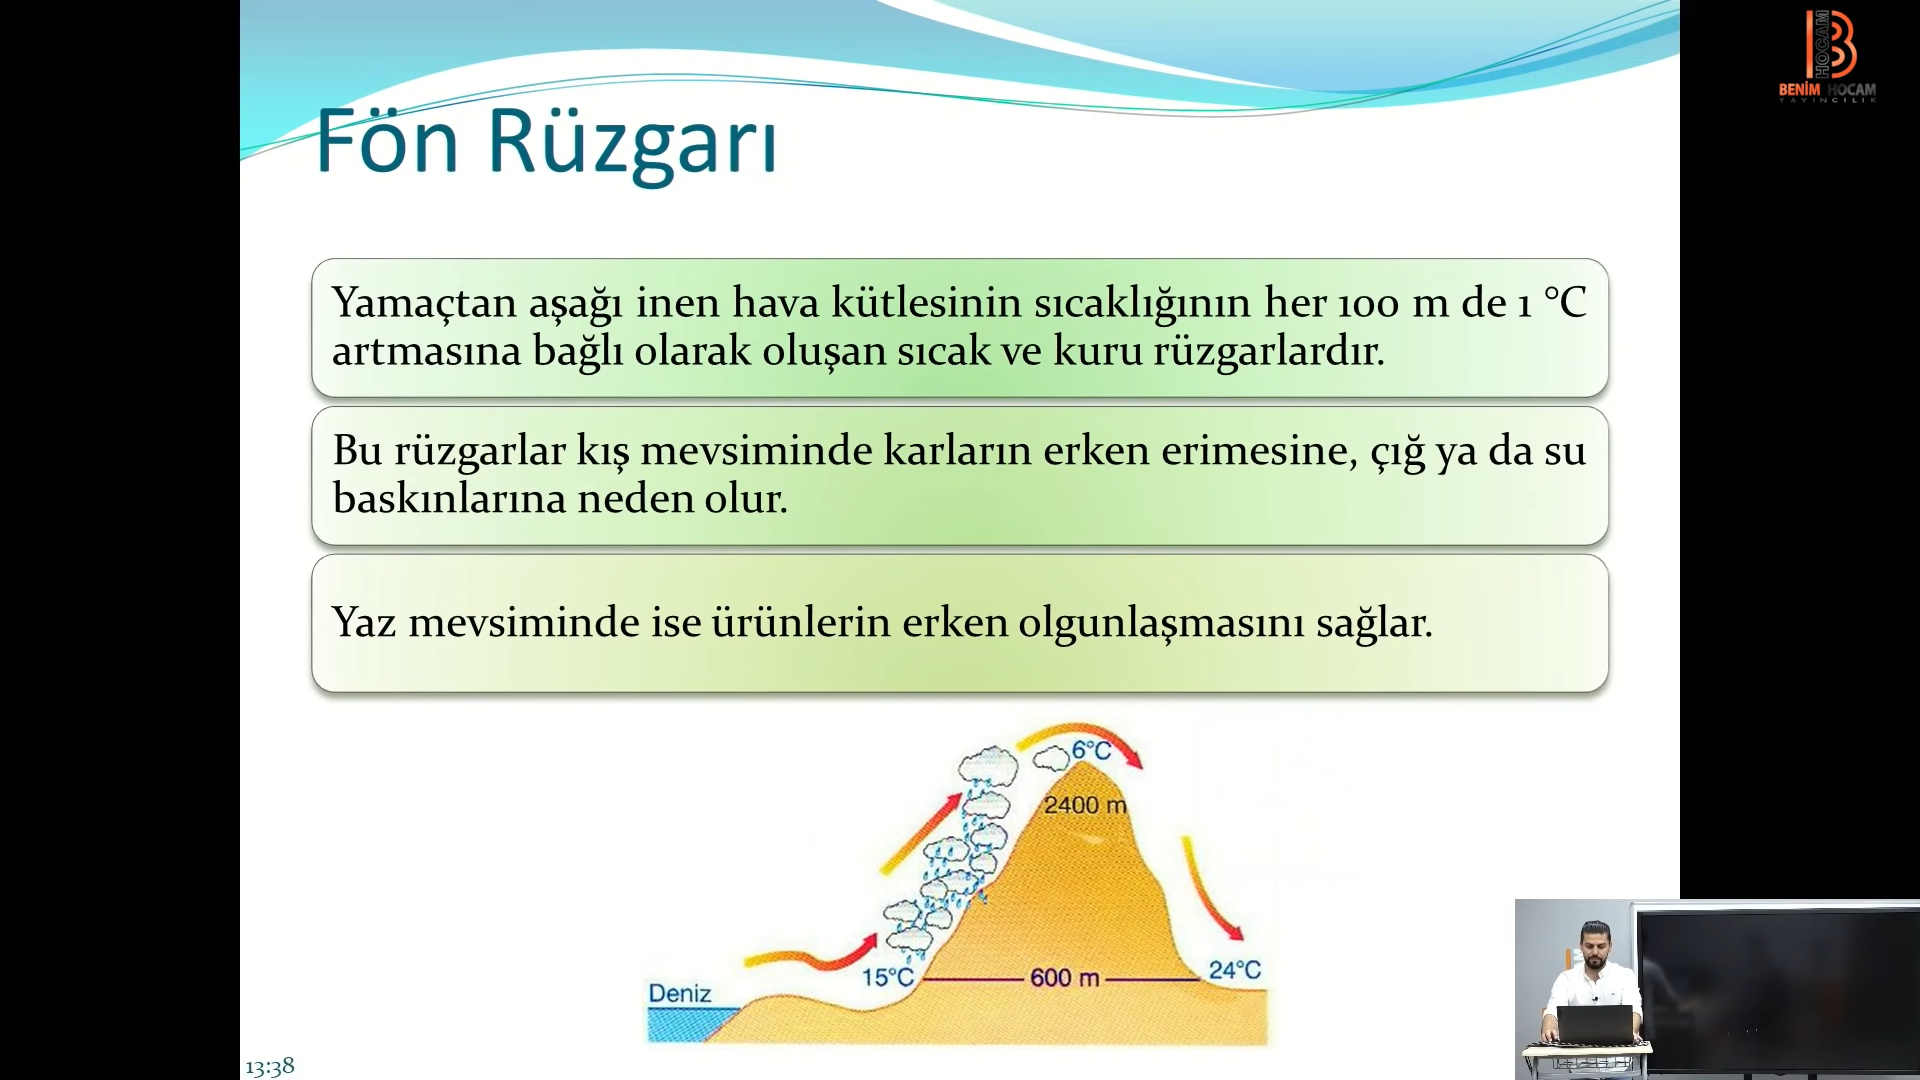 HOCAM
BENİM HOCAM
YAYINCILIK
Fön Rüzgarı
Yamaçtan aşağı inen hava kütlesinin sıcaklığının her 100 m de 1 °C
artmasına bağlı olarak oluşan sıcak ve kuru rüzgarlardır.
Bu rüzgarlar kış mevsiminde karların erken erimesine, çığ ya da su
baskınlarına neden olur.
Yaz mevsiminde ise ürünlerin erken olgunlaşmasını sağlar.
6°C
2400 m
15°C
600 m
24°C
Deniz
13:38